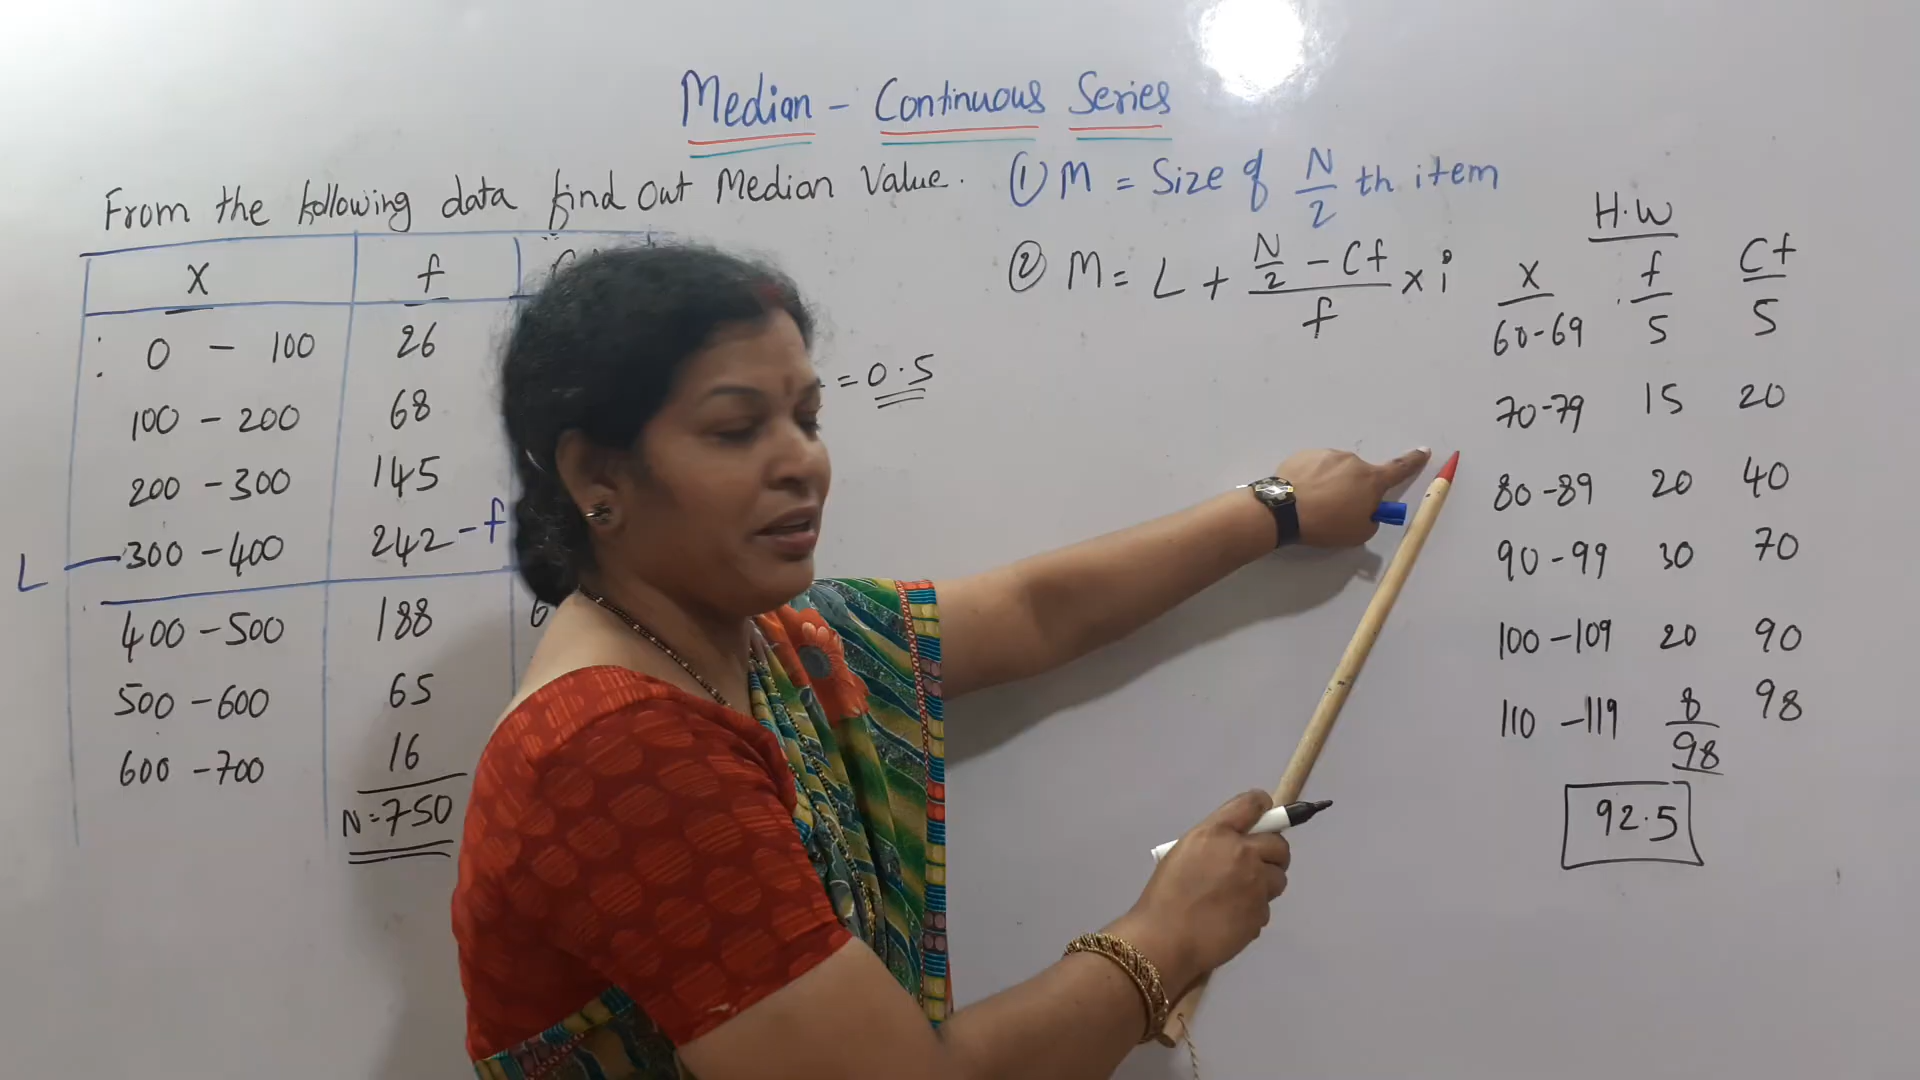 Median - Continuous Series
From the following data find out Median Value.
X f
0 - 100 26
100 - 200 68
200 - 300 145
L 300 - 400 242 - f
400 - 500 188
500 - 600 65
600 - 700 16
N = 750
= 0.5
① M = Size of N/2 th item
② M = L + (N/2 - Cf)/f x i
H.W
X f Cf
60-69 5 5
70-79 15 20
80-89 20 40
90-99 30 70
100-109 20 90
110-119 8 98
98
92.5